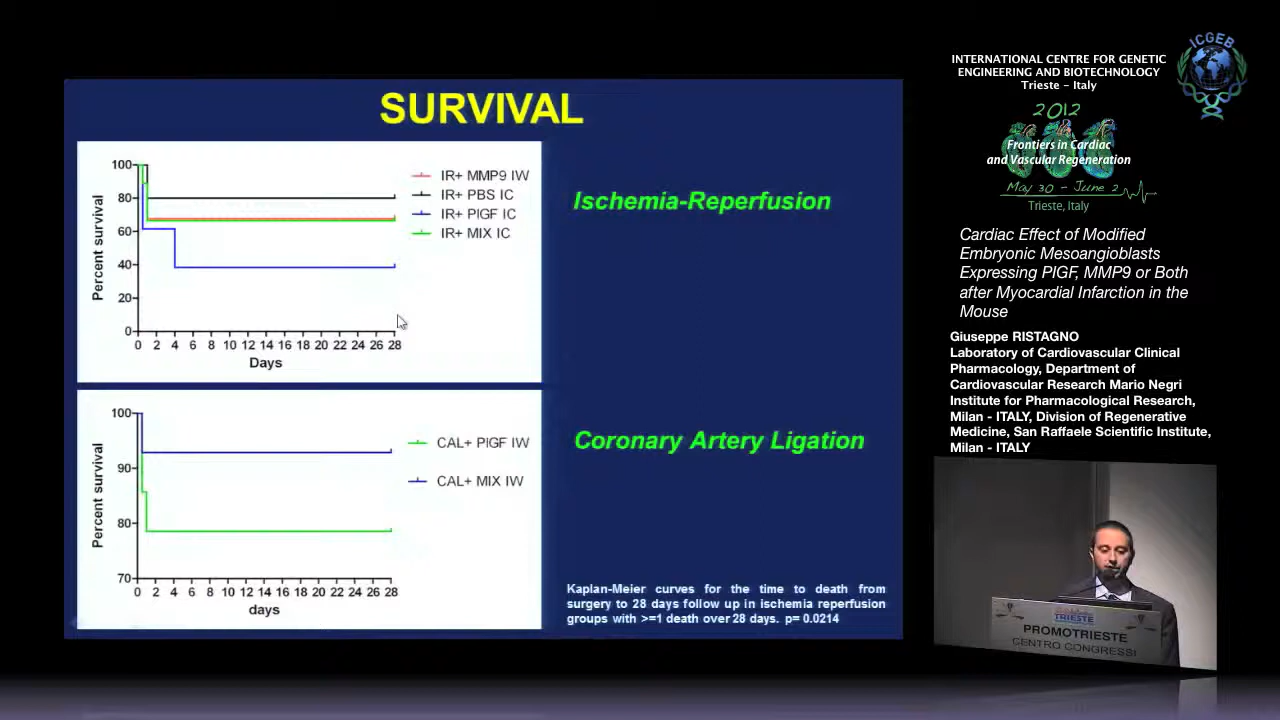 SURVIVAL
100
80
60
40
20
0
Percent survival
0 2 4 6 8 10 12 14 16 18 20 22 24 26 28
Days
IR+ MMP9 IW
IR+ PBS IC
IR+ PlGF IC
IR+ MIX IC
Ischemia-Reperfusion
100
90
80
70
Percent survival
0 2 4 6 8 10 12 14 16 18 20 22 24 26 28
days
CAL+ PlGF IW
CAL+ MIX IW
Coronary Artery Ligation
Kaplan-Meier curves for the time to death from
surgery to 28 days follow up in ischemia reperfusion
groups with >=1 death over 28 days. p= 0.0214
INTERNATIONAL CENTRE FOR GENETIC
ENGINEERING AND BIOTECHNOLOGY
Trieste - Italy
ICGEB
2012
Frontiers in Cardiac
and Vascular Regeneration
May 30 - June 2
Trieste, Italy
Cardiac Effect of Modified
Embryonic Mesoangioblasts
Expressing PlGF, MMP9 or Both
after Myocardial Infarction in the
Mouse
Giuseppe RISTAGNO
Laboratory of Cardiovascular Clinical
Pharmacology, Department of
Cardiovascular Research Mario Negri
Institute for Pharmacological Research,
Milan - ITALY, Division of Regenerative
Medicine, San Raffaele Scientific Institute,
Milan - ITALY
TRIESTE
PROMOTRIESTE
CENTRO CONGRESSI